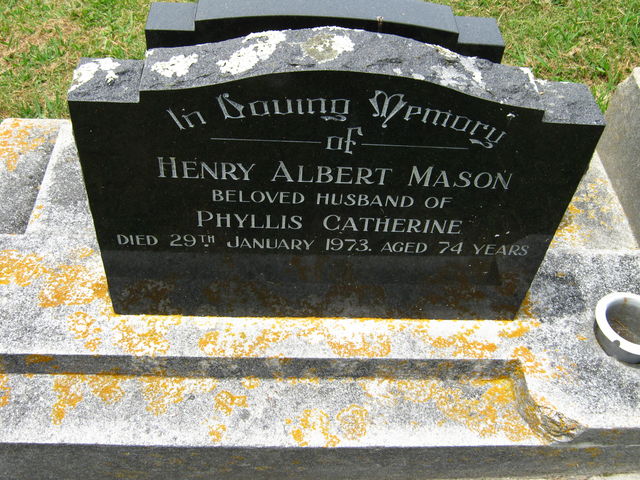 In Loving Memory
of
HENRY ALBERT MASON
BELOVED HUSBAND OF
PHYLLIS CATHERINE
DIED 29TH JANUARY 1973. AGED 74 YEARS